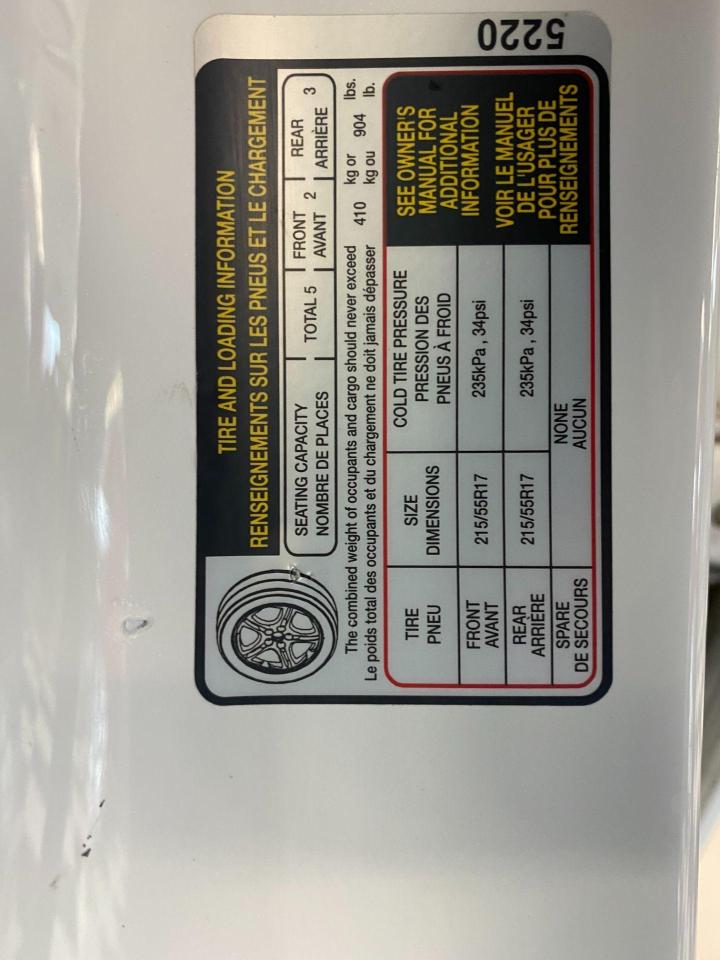 TIRE AND LOADING INFORMATION
RENSEIGNEMENTS SUR LES PNEUS ET LE CHARGEMENT
SEATING CAPACITY
NOMBRE DE PLACES
TOTAL 5
FRONT
AVANT
2
REAR
ARRIÈRE
3
The combined weight of occupants and cargo should never exceed 410 kg or 904 lbs.
Le poids total des occupants et du chargement ne doit jamais dépasser kg ou lb.
TIRE
PNEU
SIZE
DIMENSIONS
COLD TIRE PRESSURE
PRESSION DES
PNEUS À FROID
FRONT
AVANT
215/55R17
235kPa , 34psi
REAR
ARRIÈRE
215/55R17
235kPa , 34psi
SPARE
DE SECOURS
NONE
AUCUN
SEE OWNER'S
MANUAL FOR
ADDITIONAL
INFORMATION
VOIR LE MANUEL
DE L'USAGER
POUR PLUS DE
RENSEIGNEMENTS
5220